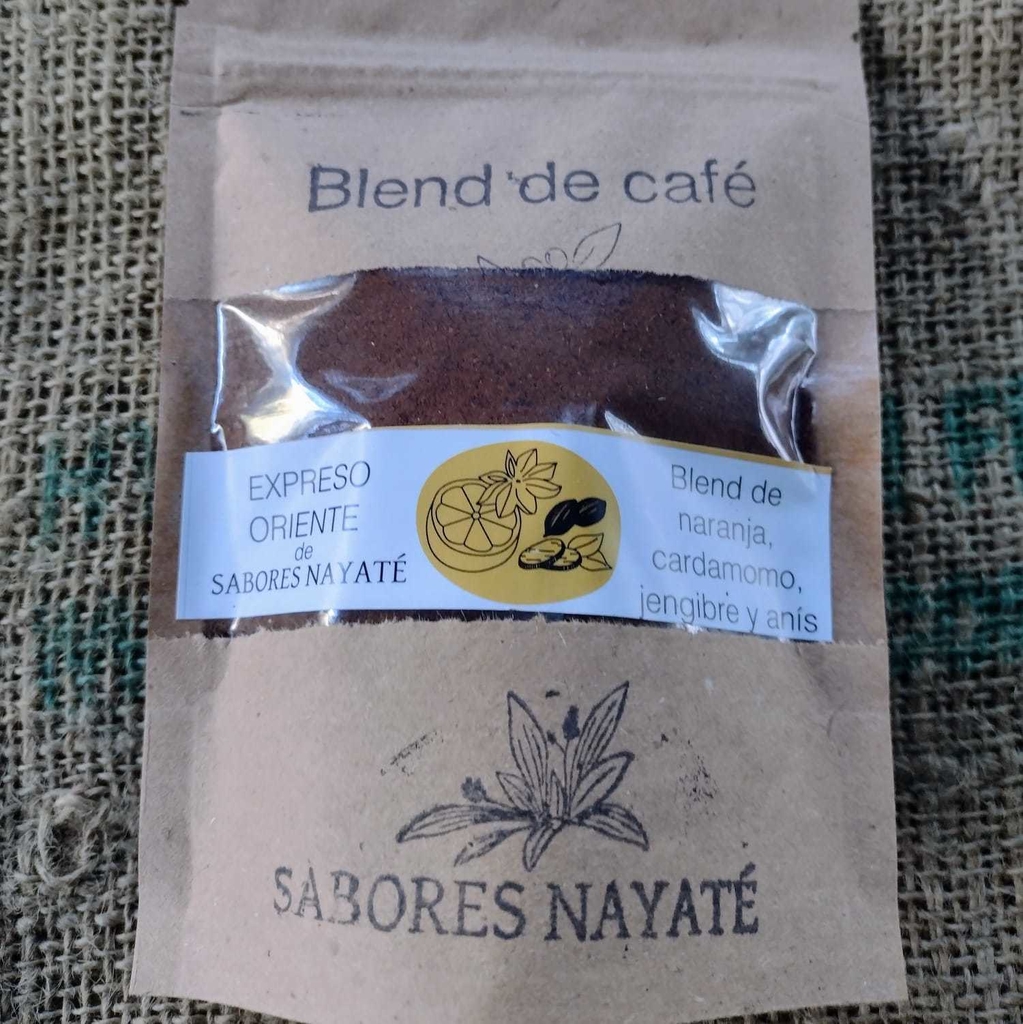 Blend de café
EXPRESO
ORIENTE
de
SABORES NAYATÉ
Blend de
naranja,
cardamomo,
jengibre y anís
SABORES NAYATÉ